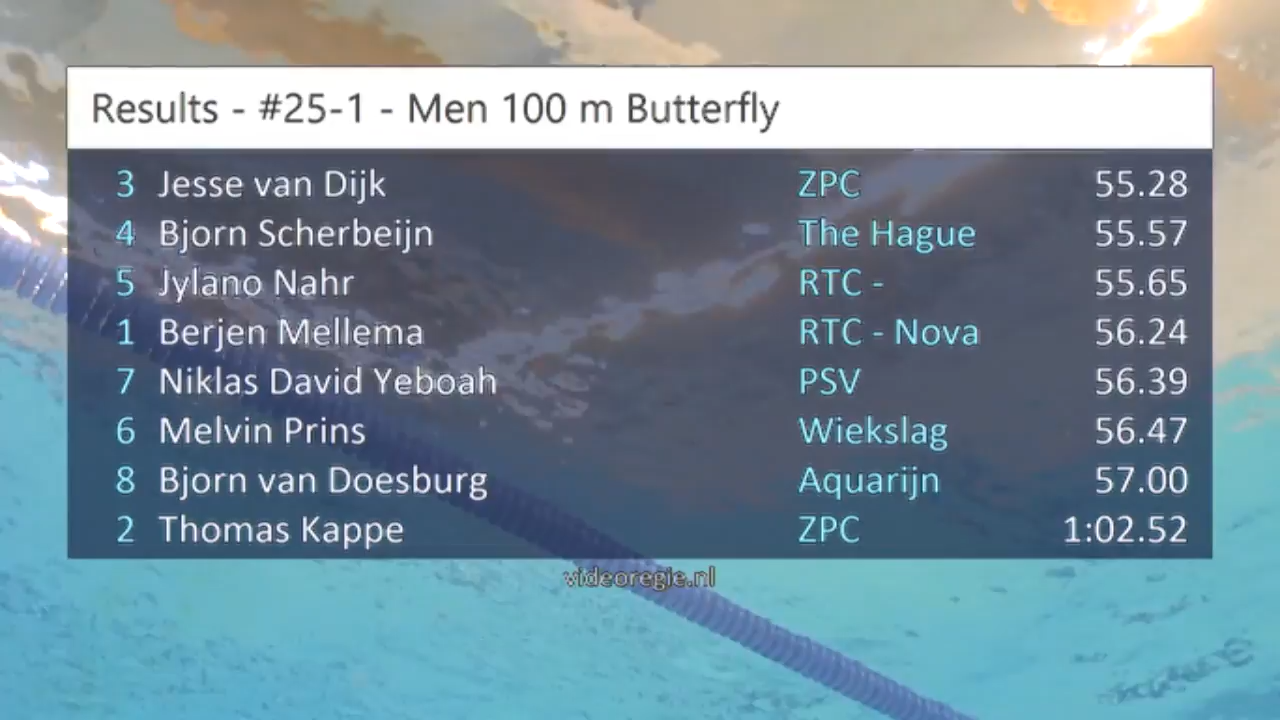 Results - #25-1 - Men 100 m Butterfly
3 Jesse van Dijk ZPC 55.28
4 Bjorn Scherbeijn The Hague 55.57
5 Jylano Nahr RTC - 55.65
1 Berjen Mellema RTC - Nova 56.24
7 Niklas David Yeboah PSV 56.39
6 Melvin Prins Wiekslag 56.47
8 Bjorn van Doesburg Aquarijn 57.00
2 Thomas Kappe ZPC 1:02.52
videoregie.nl